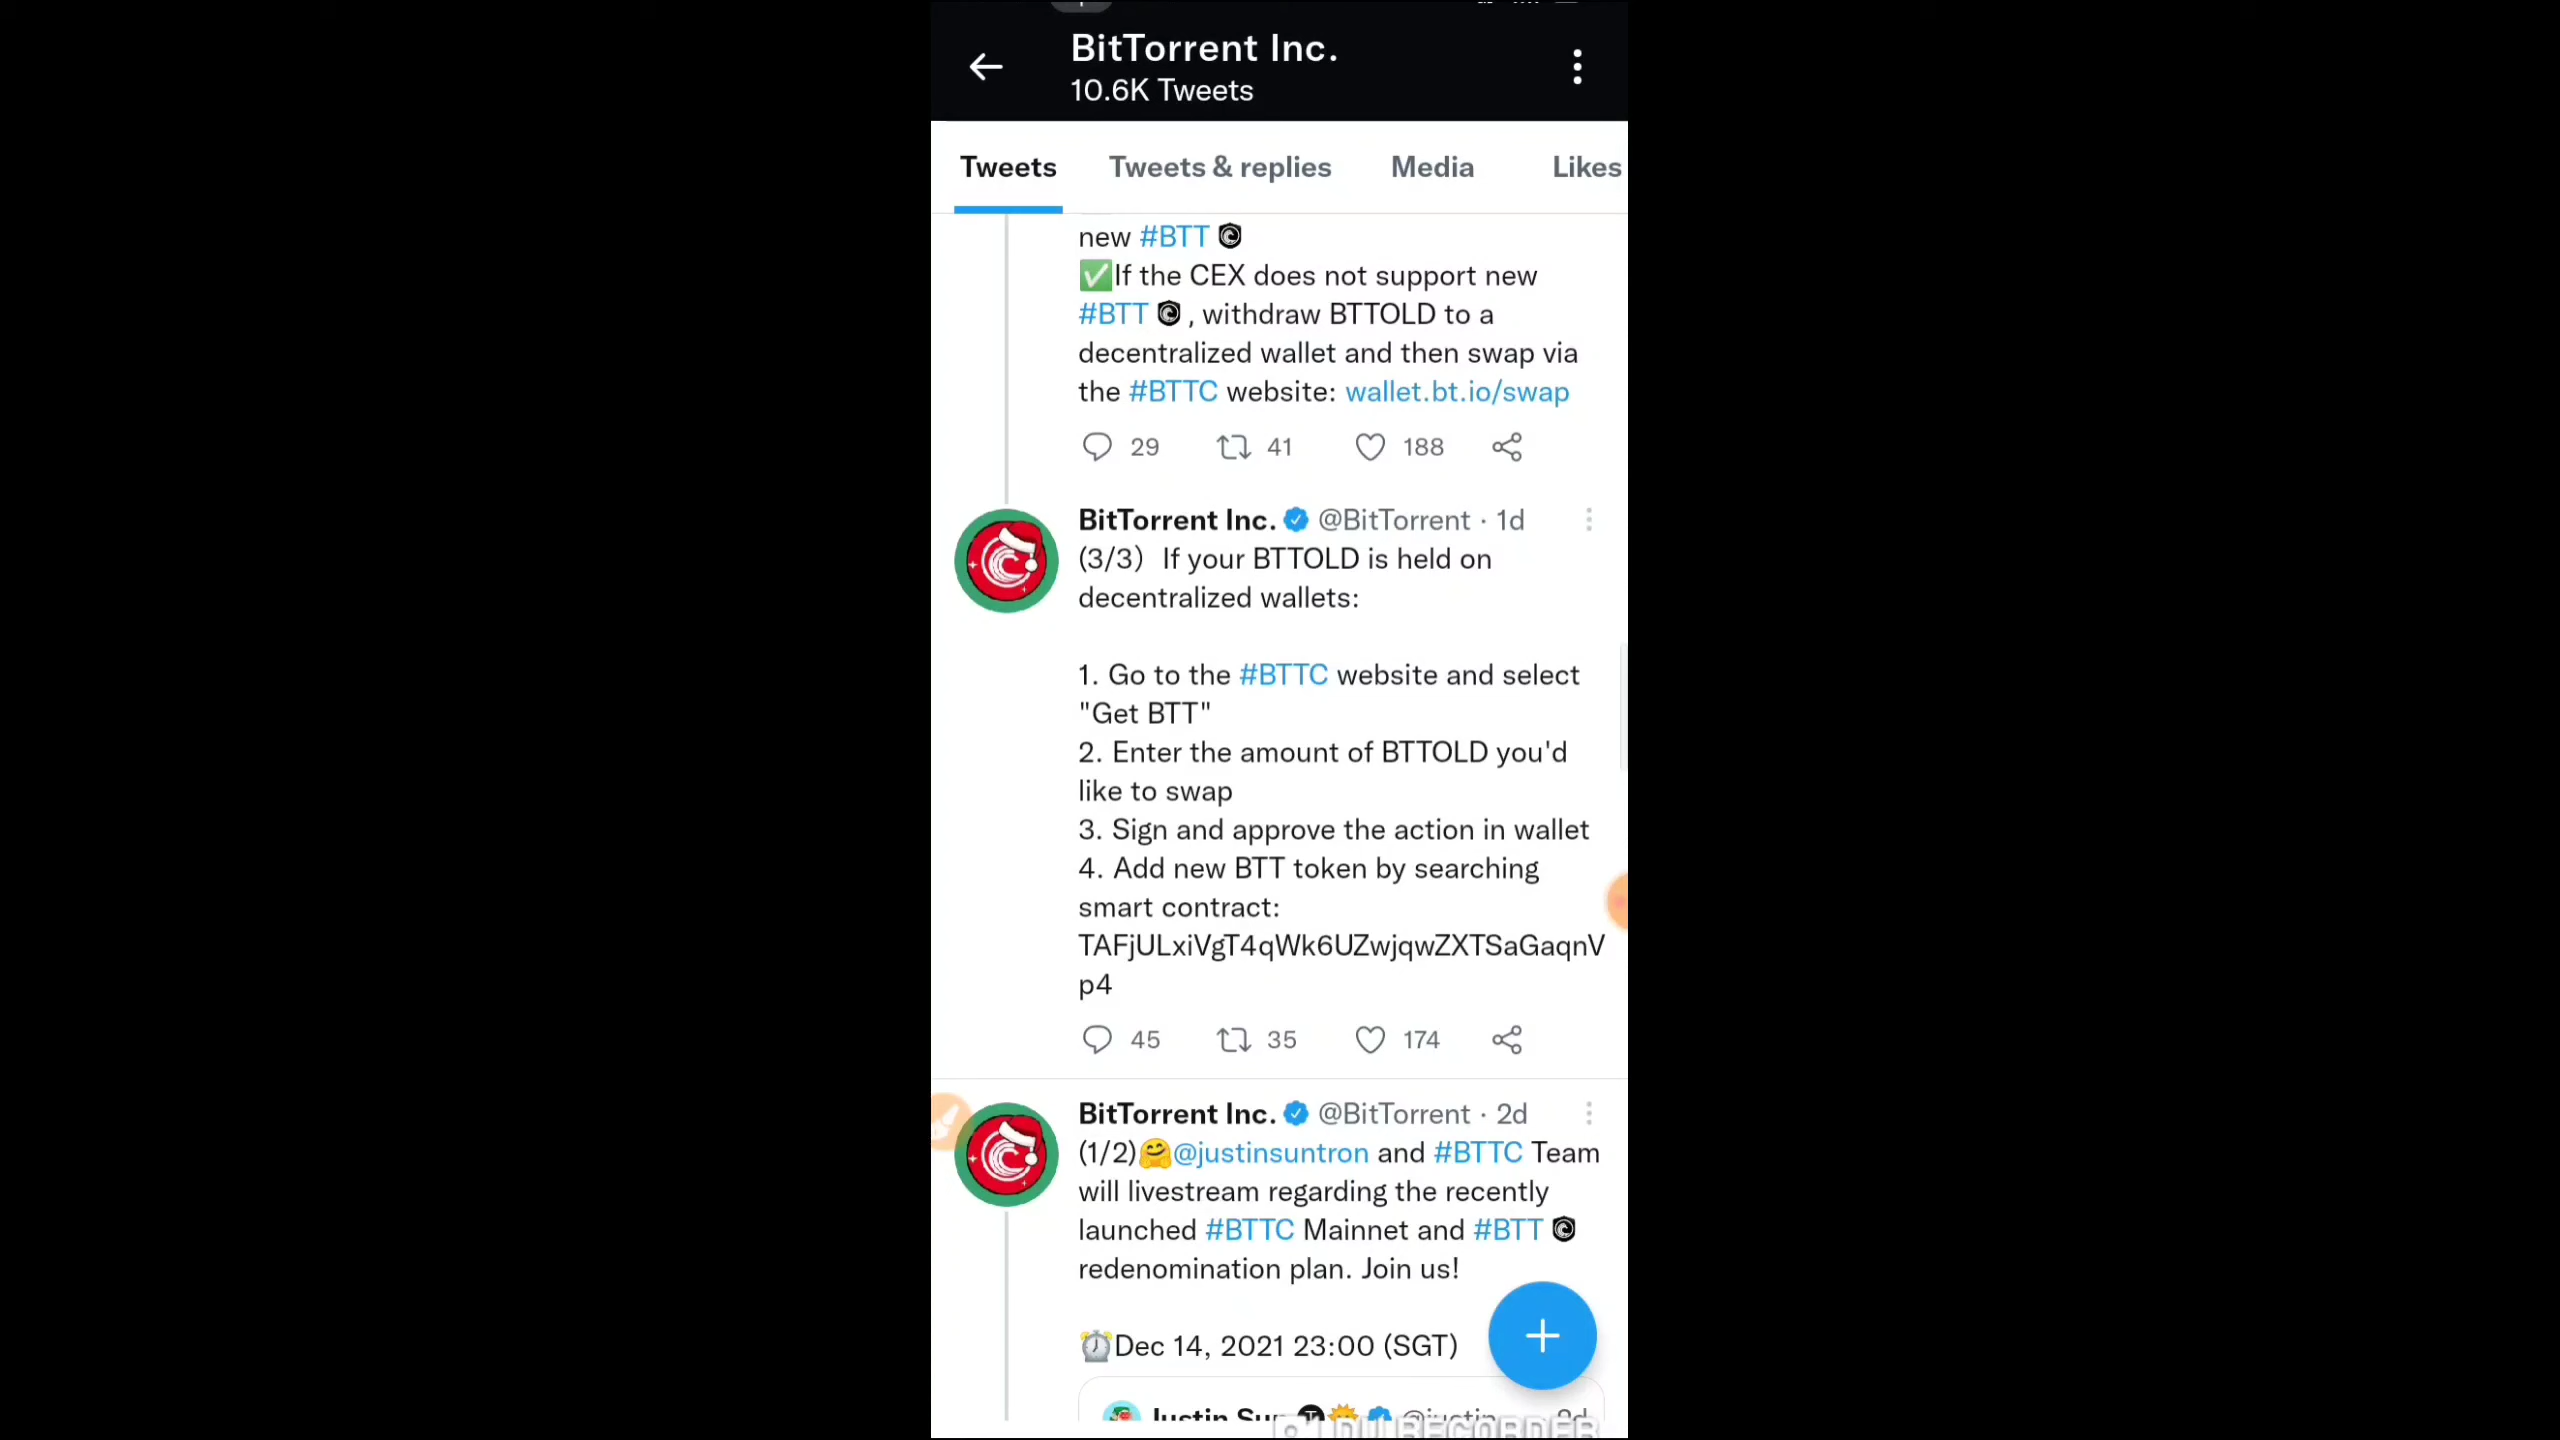 BitTorrent Inc.
10.6K Tweets
Tweets Tweets & replies Media Likes
new #BTT
✅If the CEX does not support new
#BTT , withdraw BTTOLD to a
decentralized wallet and then swap via
the #BTTC website: wallet.bt.io/swap
29 41 188
BitTorrent Inc. @BitTorrent · 1d
(3/3) If your BTTOLD is held on
decentralized wallets:
1. Go to the #BTTC website and select
"Get BTT"
2. Enter the amount of BTTOLD you'd
like to swap
3. Sign and approve the action in wallet
4. Add new BTT token by searching
smart contract:
TAFjULxiVgT4qWk6UZwjqwZXTSaGaqnV
p4
45 35 174
BitTorrent Inc. @BitTorrent · 2d
(1/2)🤗@justinsuntron and #BTTC Team
will livestream regarding the recently
launched #BTTC Mainnet and #BTT
redenomination plan. Join us!
⏰Dec 14, 2021 23:00 (SGT)
Justin Sun @justin 2d
DU RECORDER